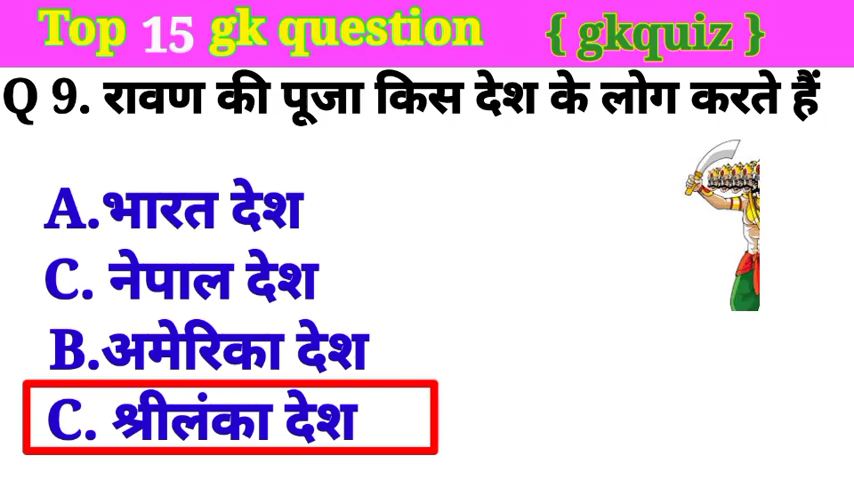 Top 15 gk question { gkquiz }
Q 9. रावण की पूजा किस देश के लोग करते हैं
A.भारत देश
C. नेपाल देश
B.अमेरिका देश
C. श्रीलंका देश